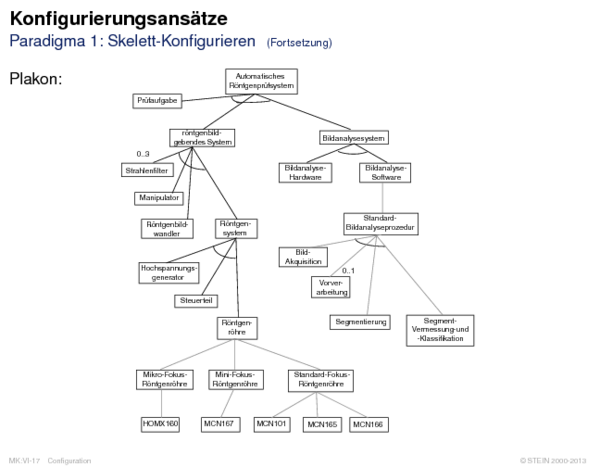 Konfigurierungsansätze
Paradigma 1: Skelett-Konfigurieren (Fortsetzung)
Plakon:
Automatisches
Röntgenprüfsystem
Prüfaufgabe
röntgenbild-
gebendes System
Bildanalysesystem
0..3
Strahlenfilter
Bildanalyse-
Hardware
Bildanalyse-
Software
Manipulator
Röntgenbild-
wandler
Röntgen-
system
Standard-
Bildanalyseprozedur
Bild-
Akquisition
Hochspannungs-
generator
0..1
Vorver-
arbeitung
Steuerteil
Röntgen-
röhre
Segmentierung
Segment-
Vermessung-und
-Klassifikation
Mikro-Fokus-
Röntgenröhre
Mini-Fokus-
Röntgenröhre
Standard-Fokus-
Röntgenröhre
HOMX160
MCN167
MCN101
MCN165
MCN166
MK:VI-17 Configuration
© STEIN 2000-2013